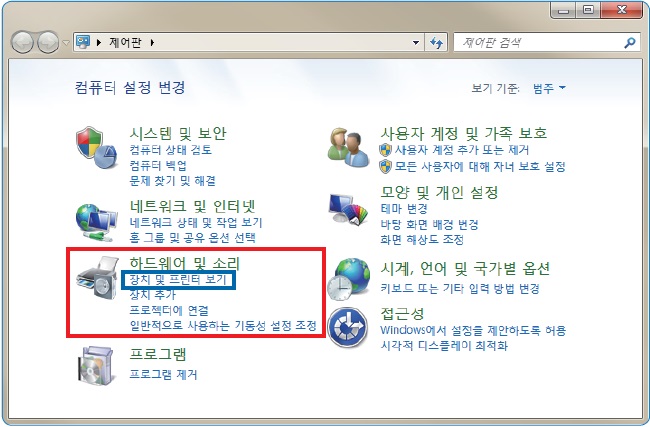 제어판
제어판 검색
컴퓨터 설정 변경
보기 기준: 범주
시스템 및 보안
컴퓨터 상태 검토
컴퓨터 백업
문제 찾기 및 해결
네트워크 및 인터넷
네트워크 상태 및 작업 보기
홈 그룹 및 공유 옵션 선택
하드웨어 및 소리
장치 및 프린터 보기
장치 추가
프로젝터에 연결
일반적으로 사용하는 기동성 설정 조정
프로그램
프로그램 제거
사용자 계정 및 가족 보호
사용자 계정 추가 또는 제거
모든 사용자에 대해 자녀 보호 설정
모양 및 개인 설정
테마 변경
바탕 화면 배경 변경
화면 해상도 조정
시계, 언어 및 국가별 옵션
키보드 또는 기타 입력 방법 변경
접근성
Windows에서 설정을 제안하도록 허용
시각적 디스플레이 최적화